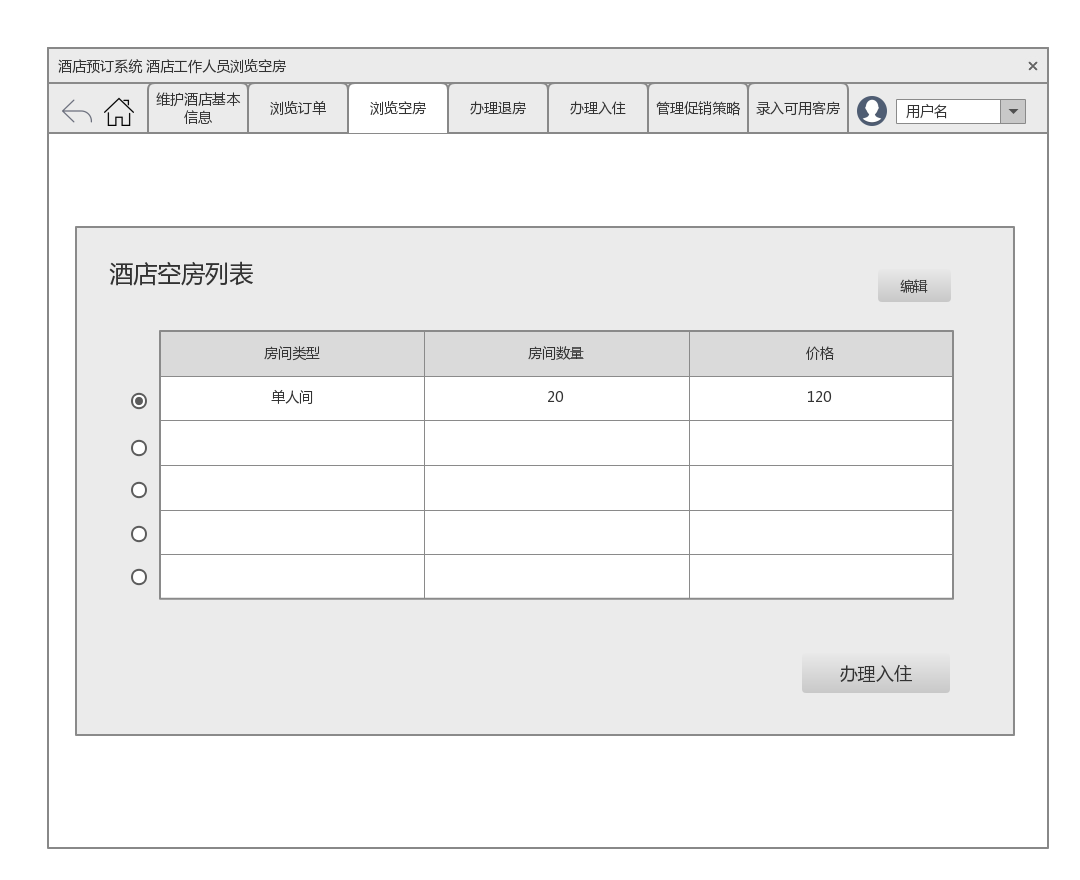 酒店预订系统 酒店工作人员浏览空房
×
维护酒店基本
信息
浏览订单
浏览空房
办理退房
办理入住
管理促销策略
录入可用客房
用户名
酒店空房列表
编辑
房间类型 房间数量 价格
单人间 20 120
办理入住